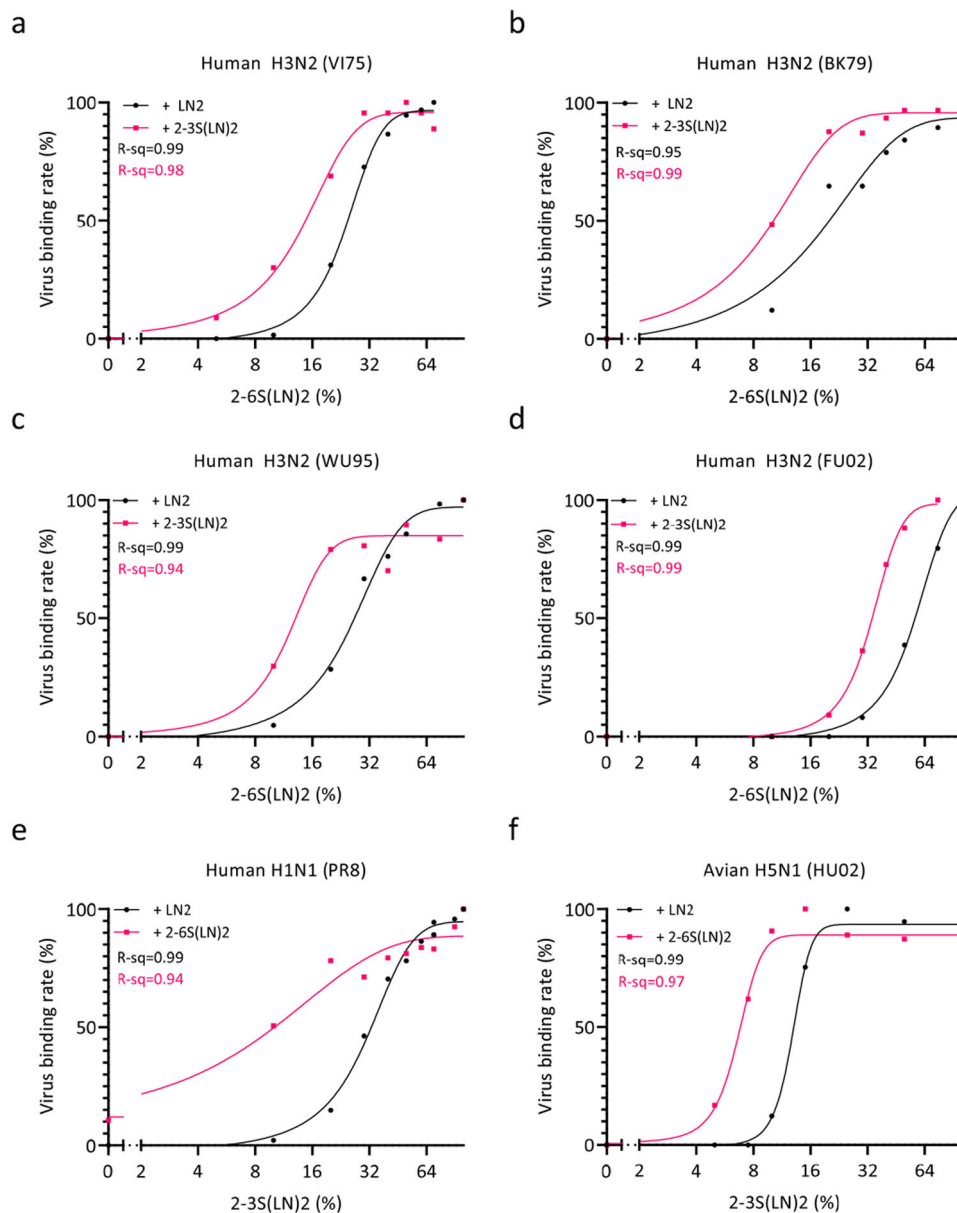 a
Human H3N2 (VI75)
Virus binding rate (%)
100
50
0
+ LN2
+ 2-3S(LN)2
R-sq=0.99
R-sq=0.98
0 2 4 8 16 32 64
2-6S(LN)2 (%)
b
Human H3N2 (BK79)
Virus binding rate (%)
100
50
0
+ LN2
+ 2-3S(LN)2
R-sq=0.95
R-sq=0.99
0 2 4 8 16 32 64
2-6S(LN)2 (%)
c
Human H3N2 (WU95)
Virus binding rate (%)
100
50
0
+ LN2
+ 2-3S(LN)2
R-sq=0.99
R-sq=0.94
0 2 4 8 16 32 64
2-6S(LN)2 (%)
d
Human H3N2 (FU02)
Virus binding rate (%)
100
50
0
+ LN2
+ 2-3S(LN)2
R-sq=0.99
R-sq=0.99
0 2 4 8 16 32 64
2-6S(LN)2 (%)
e
Human H1N1 (PR8)
Virus binding rate (%)
100
50
0
+ LN2
+ 2-6S(LN)2
R-sq=0.99
R-sq=0.94
0 2 4 8 16 32 64
2-3S(LN)2 (%)
f
Avian H5N1 (HU02)
Virus binding rate (%)
100
50
0
+ LN2
+ 2-6S(LN)2
R-sq=0.99
R-sq=0.97
0 2 4 8 16 32 64
2-3S(LN)2 (%)